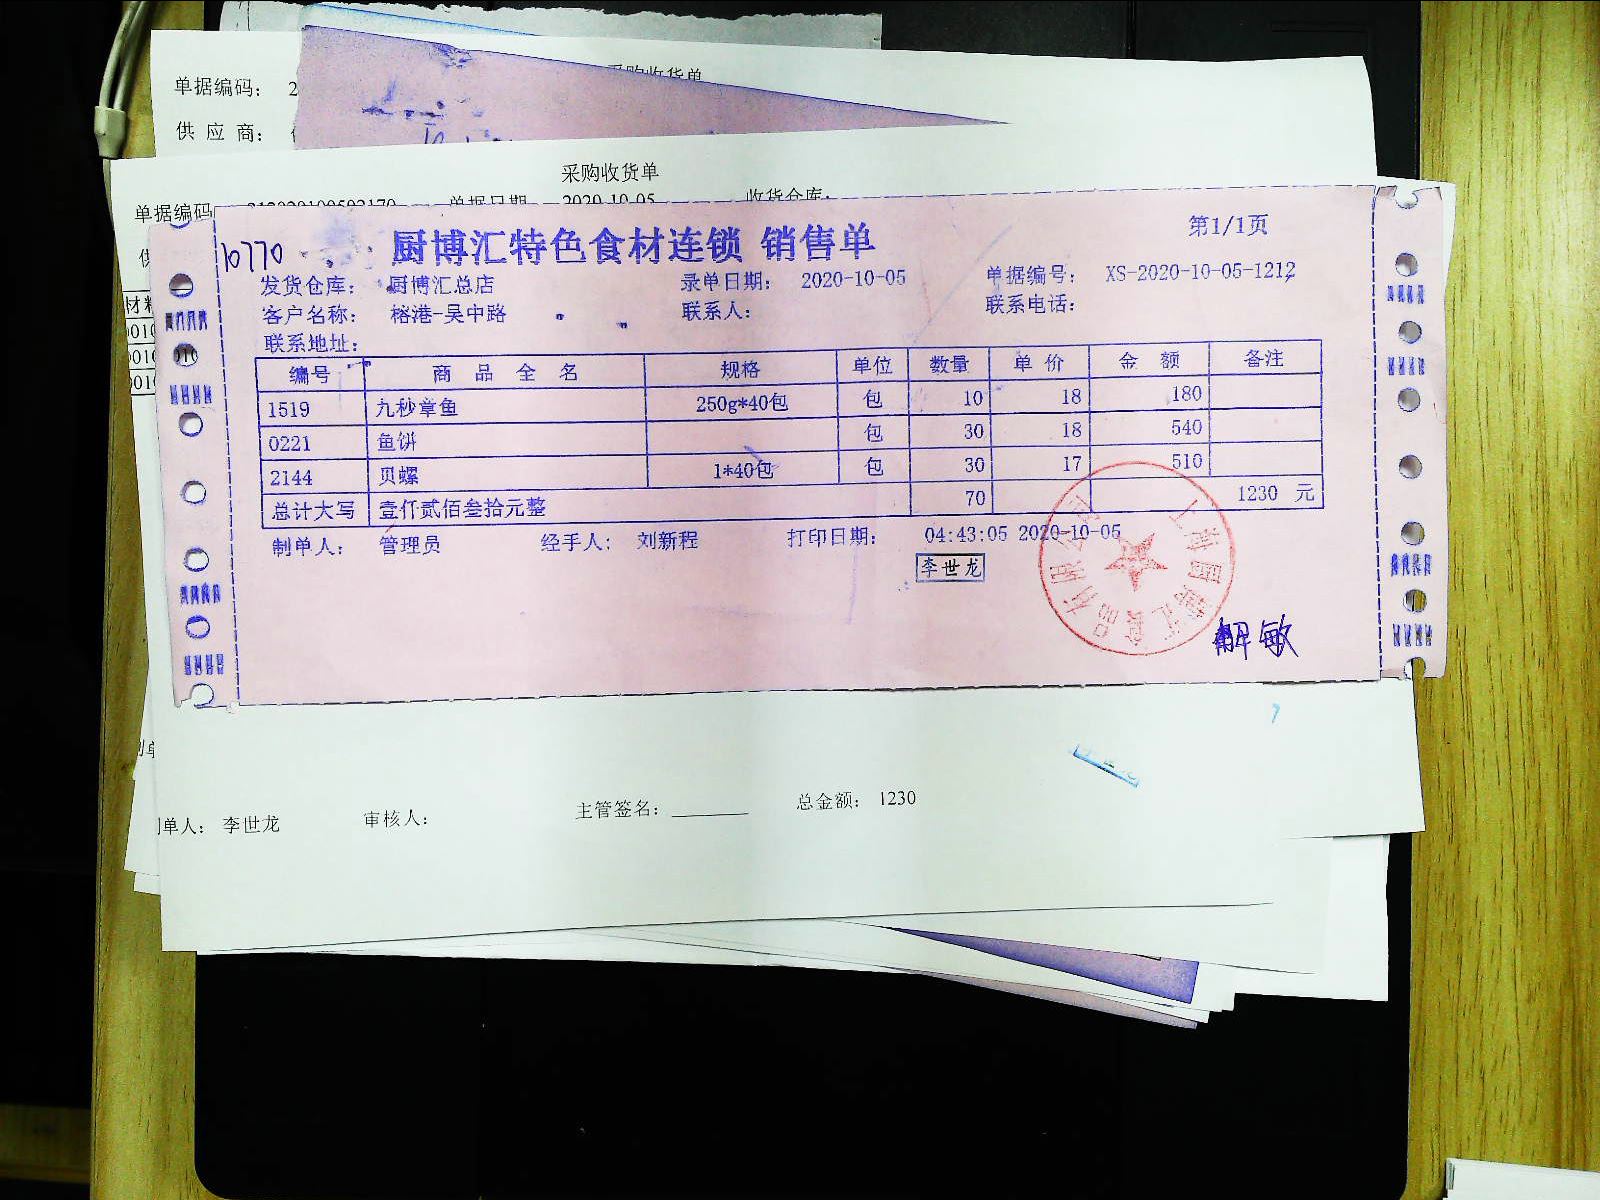 采购收货单
单据编码： 2
供 应 商：
采购收货单
单据编码 单据日期 2020-10-05 收货仓库：
10770
厨博汇特色食材连锁 销售单
第1/1页
发货仓库： 厨博汇总店 录单日期： 2020-10-05 单据编号： XS-2020-10-05-1212
客户名称： 榕港-吴中路 联系人： 联系电话：
联系地址：
编号 商 品 全 名 规格 单位 数量 单 价 金 额 备注
1519 九秒章鱼 250g*40包 包 10 18 180
0221 鱼饼 包 30 18 540
2144 贝螺 1*40包 包 30 17 510
总计大写 壹仟贰佰叁拾元整 70 1230 元
制单人： 管理员 经手人： 刘新程 打印日期： 04:43:05 2020-10-05
李世龙
解敏
单人： 李世龙 审核人： 主管签名： 总金额： 1230